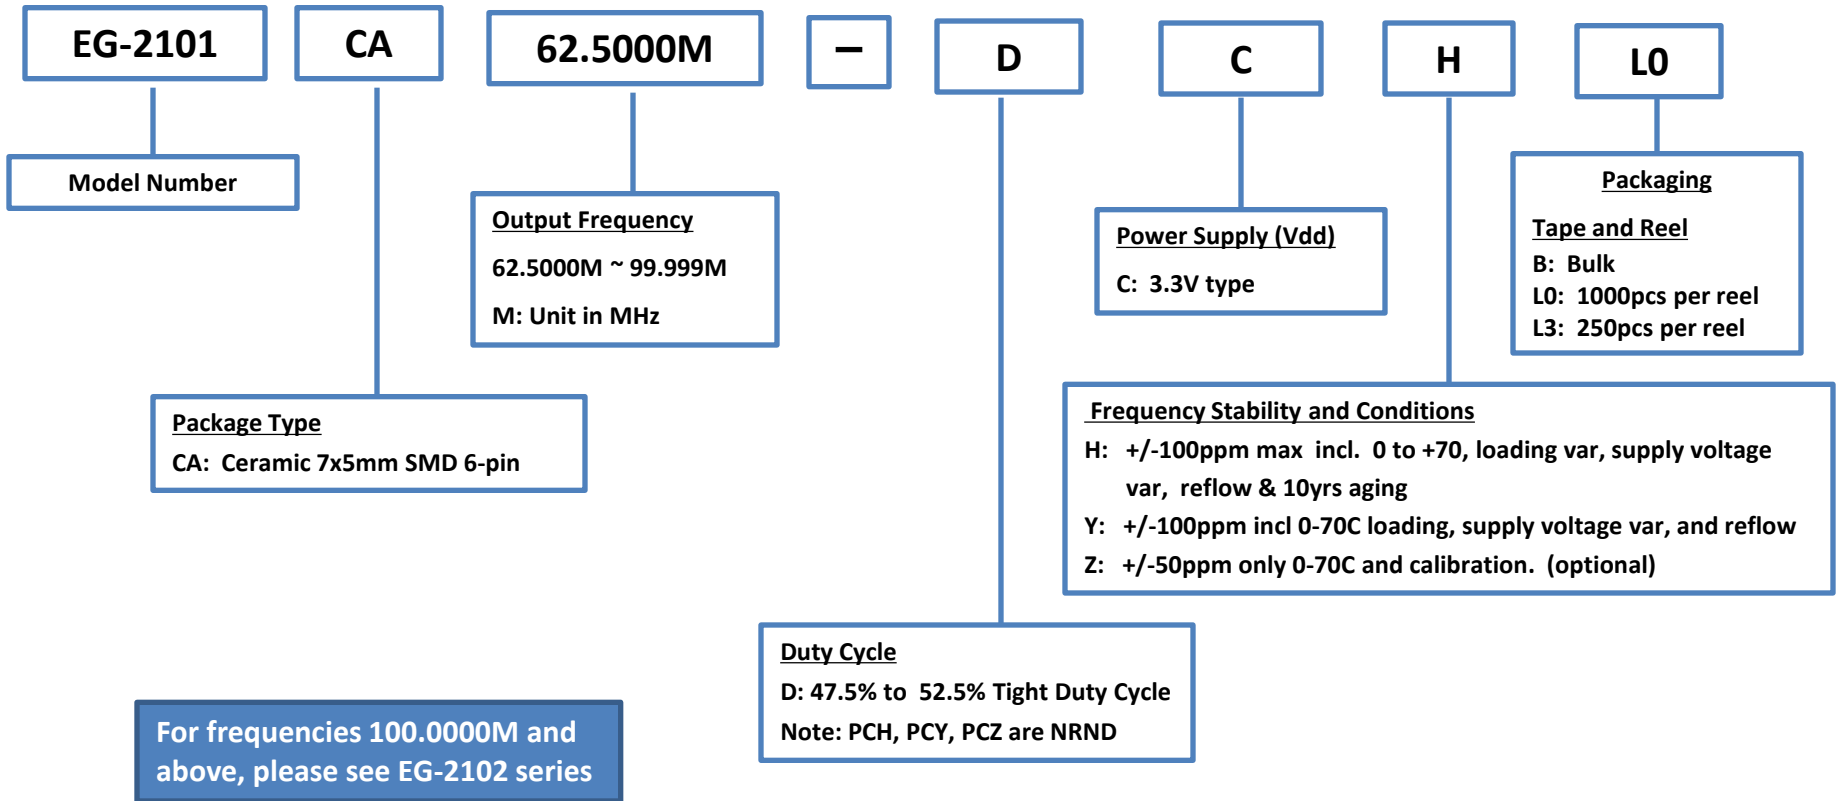 EG-2101 CA 62.5000M – D C H L0
Model Number
Output Frequency
62.5000M ~ 99.999M
M: Unit in MHz
Power Supply (Vdd)
C: 3.3V type
Packaging
Tape and Reel
B: Bulk
L0: 1000pcs per reel
L3: 250pcs per reel
Package Type
CA: Ceramic 7x5mm SMD 6-pin
Frequency Stability and Conditions
H: +/-100ppm max incl. 0 to +70, loading var, supply voltage
var, reflow & 10yrs aging
Y: +/-100ppm incl 0-70C loading, supply voltage var, and reflow
Z: +/-50ppm only 0-70C and calibration. (optional)
Duty Cycle
D: 47.5% to 52.5% Tight Duty Cycle
Note: PCH, PCY, PCZ are NRND
For frequencies 100.0000M and
above, please see EG-2102 series